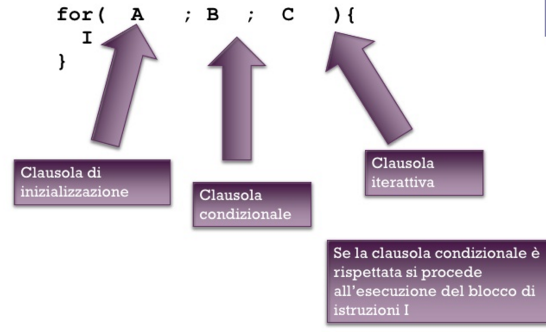 for( A ; B ; C ){
I
}
Clausola di
inizializzazione
Clausola
condizionale
Clausola
iterattiva
Se la clausola condizionale è
rispettata si procede
all'esecuzione del blocco di
istruzioni I